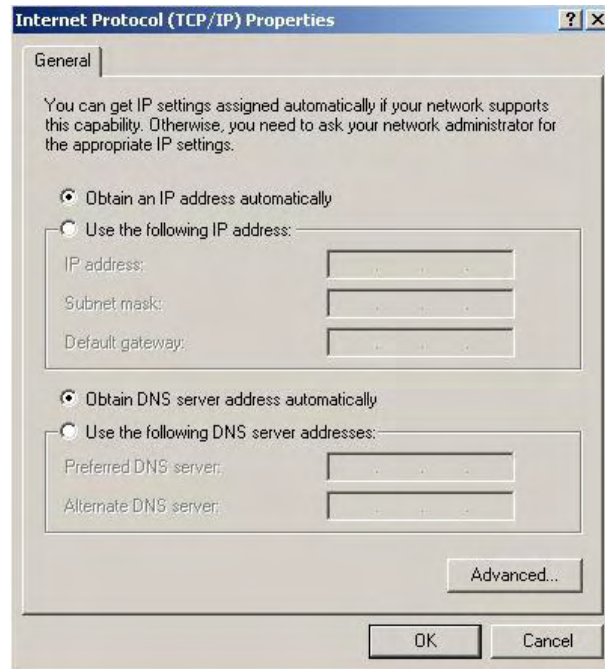 Internet Protocol (TCP/IP) Properties
General
You can get IP settings assigned automatically if your network supports
this capability. Otherwise, you need to ask your network administrator for
the appropriate IP settings.
Obtain an IP address automatically
Use the following IP address:
IP address:
Subnet mask:
Default gateway:
Obtain DNS server address automatically
Use the following DNS server addresses:
Preferred DNS server:
Alternate DNS server:
Advanced...
OK Cancel